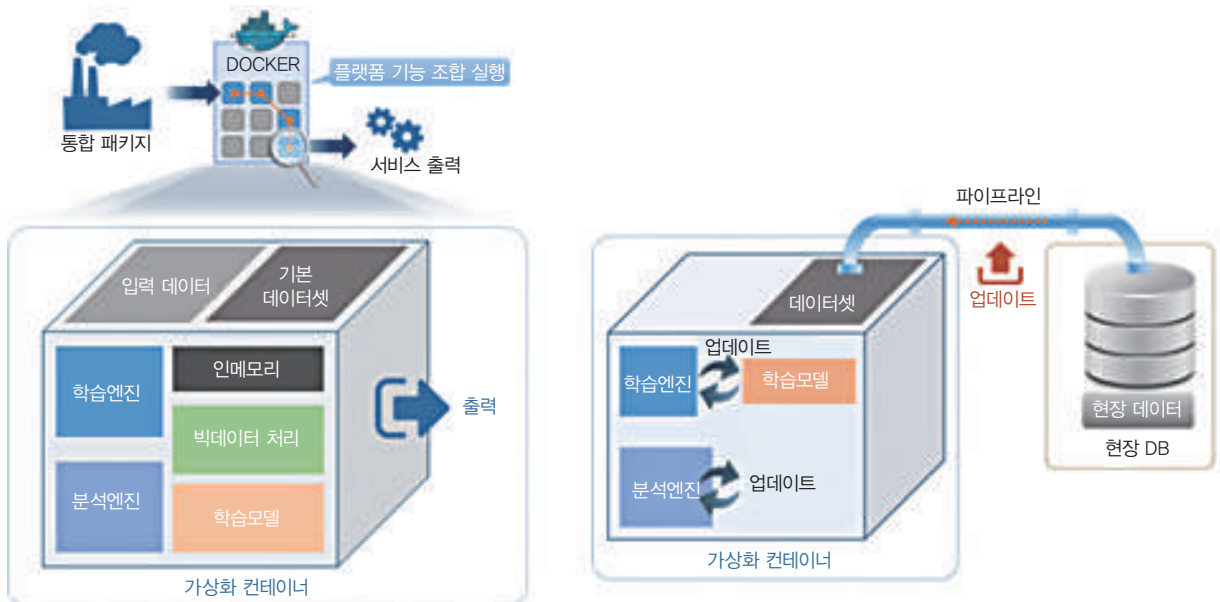 DOCKER
플랫폼 기능 조합 실행
통합 패키지
서비스 출력
입력 데이터
기본
데이터셋
학습엔진
인메모리
빅데이터 처리
분석엔진
학습모델
출력
가상화 컨테이너
파이프라인
업데이트
데이터셋
업데이트
학습엔진
학습모델
분석엔진
업데이트
가상화 컨테이너
현장 데이터
현장 DB